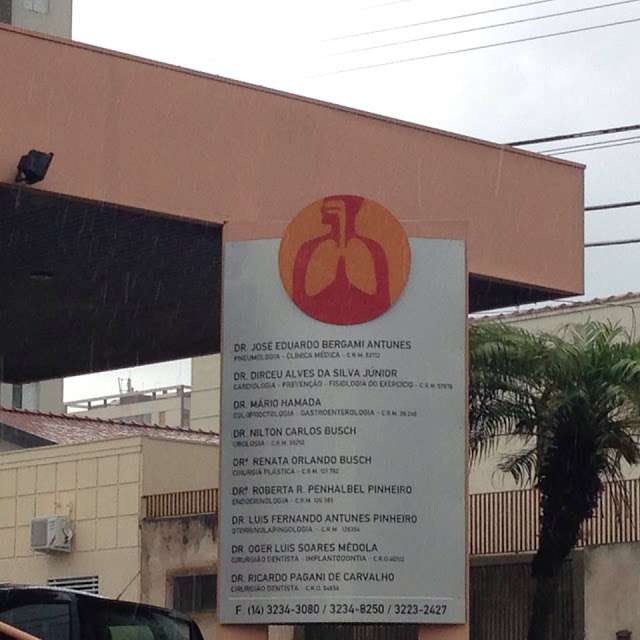 DR. JOSÉ EDUARDO BERGAMI ANTUNES
PNEUMOLOGIA - CLÍNICA MÉDICA - C.R.M.
DR. DIRCEU ALVES DA SILVA JÚNIOR
CARDIOLOGIA - PREVENÇÃO - FISIOLOGIA DO EXERCÍCIO - C.R.M.
DR. MÁRIO HAMADA
COLOPROCTOLOGIA - GASTROENTEROLOGIA - C.R.M.
DR. NILTON CARLOS BUSCH
UROLOGIA - C.R.M.
DRª RENATA ORLANDO BUSCH
CIRURGIA PLÁSTICA - C.R.M.
DRª ROBERTA R. PENHALBEL PINHEIRO
ENDOCRINOLOGIA - C.R.M.
DR. LUIS FERNANDO ANTUNES PINHEIRO
OTORRINOLARINGOLOGIA - C.R.M.
DR. OGER LUIS SOARES MÉDOLA
CIRURGIÃO DENTISTA - IMPLANTODONTIA - C.R.O
DR. RICARDO PAGANI DE CARVALHO
CIRURGIÃO DENTISTA - C.R.O.
F. (14) 3234-3080 / 3234-8250 / 3223-2427